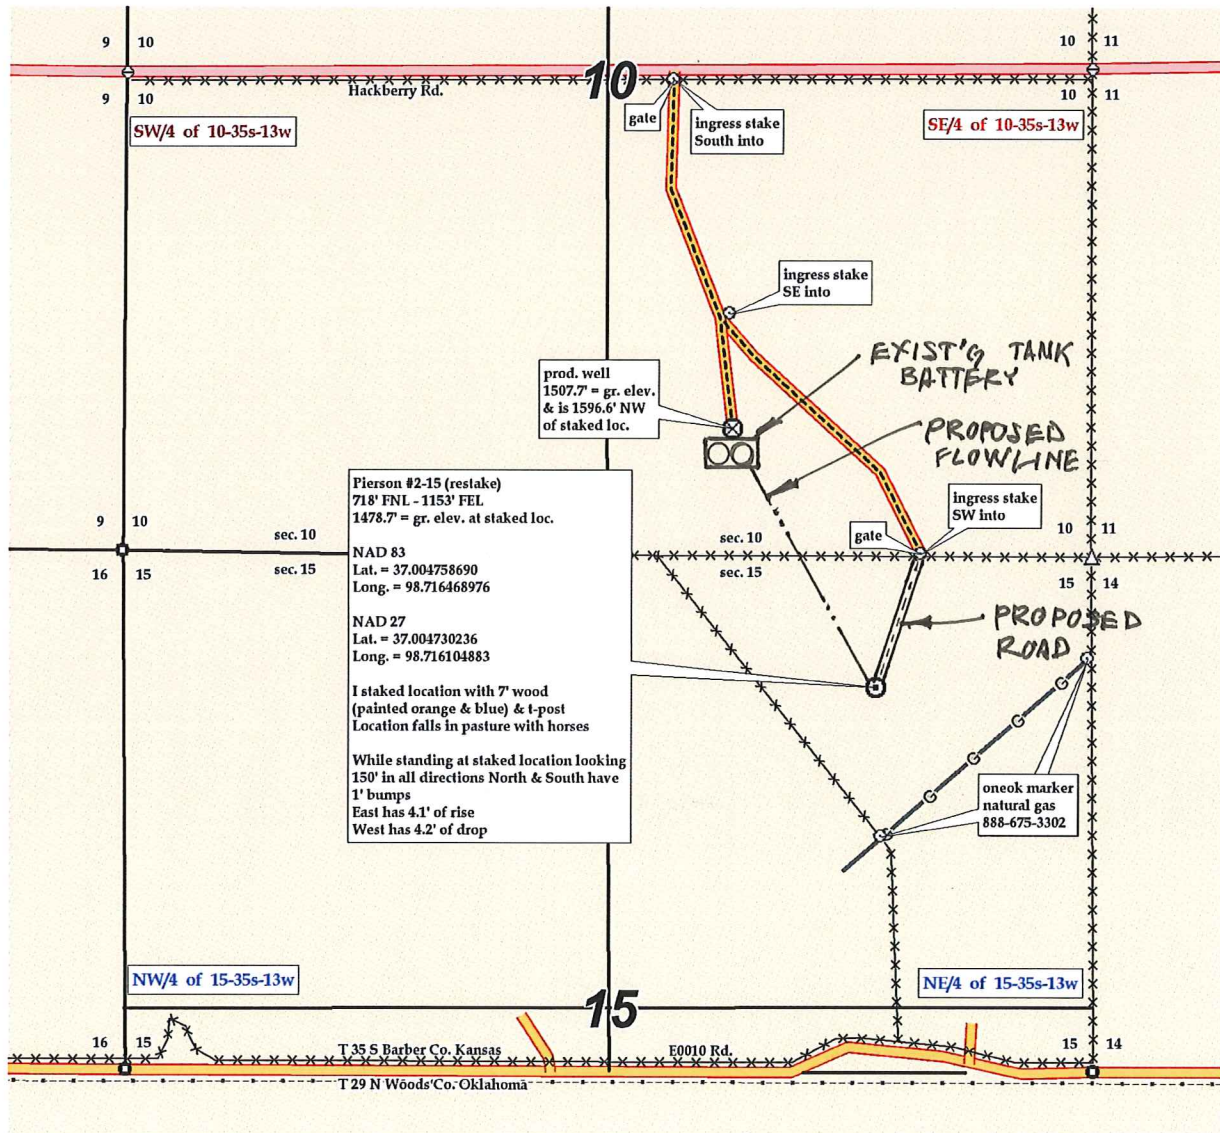 9 10
10 11
10
9 10
Hackberry Rd.
10 11
gate
ingress stake
South into
SW/4 of 10-35s-13w
SE/4 of 10-35s-13w
ingress stake
SE into
EXIST'G TANK
BATTERY
prod. well
1507.7' = gr. elev.
& is 1596.6' NW
of staked loc.
PROPOSED
FLOWLINE
Pierson #2-15 (restake)
718' FNL - 1153' FEL
1478.7' = gr. elev. at staked loc.
NAD 83
Lat. = 37.004758690
Long. = 98.716468976
NAD 27
Lat. = 37.004730236
Long. = 98.716104883
I staked location with 7' wood
(painted orange & blue) & t-post
Location falls in pasture with horses
While standing at staked location looking
150' in all directions North & South have
1' bumps
East has 4.1' of rise
West has 4.2' of drop
ingress stake
SW into
gate
9 10
sec. 10
sec. 10
10 11
16 15
sec. 15
sec. 15
15 14
PROPOSED
ROAD
G
G
G
G
oneok marker
natural gas
888-675-3302
NW/4 of 15-35s-13w
NE/4 of 15-35s-13w
15
16 15
T 35 S Barber Co. Kansas
E0010 Rd.
15 14
T 29 N Woods Co. Oklahoma